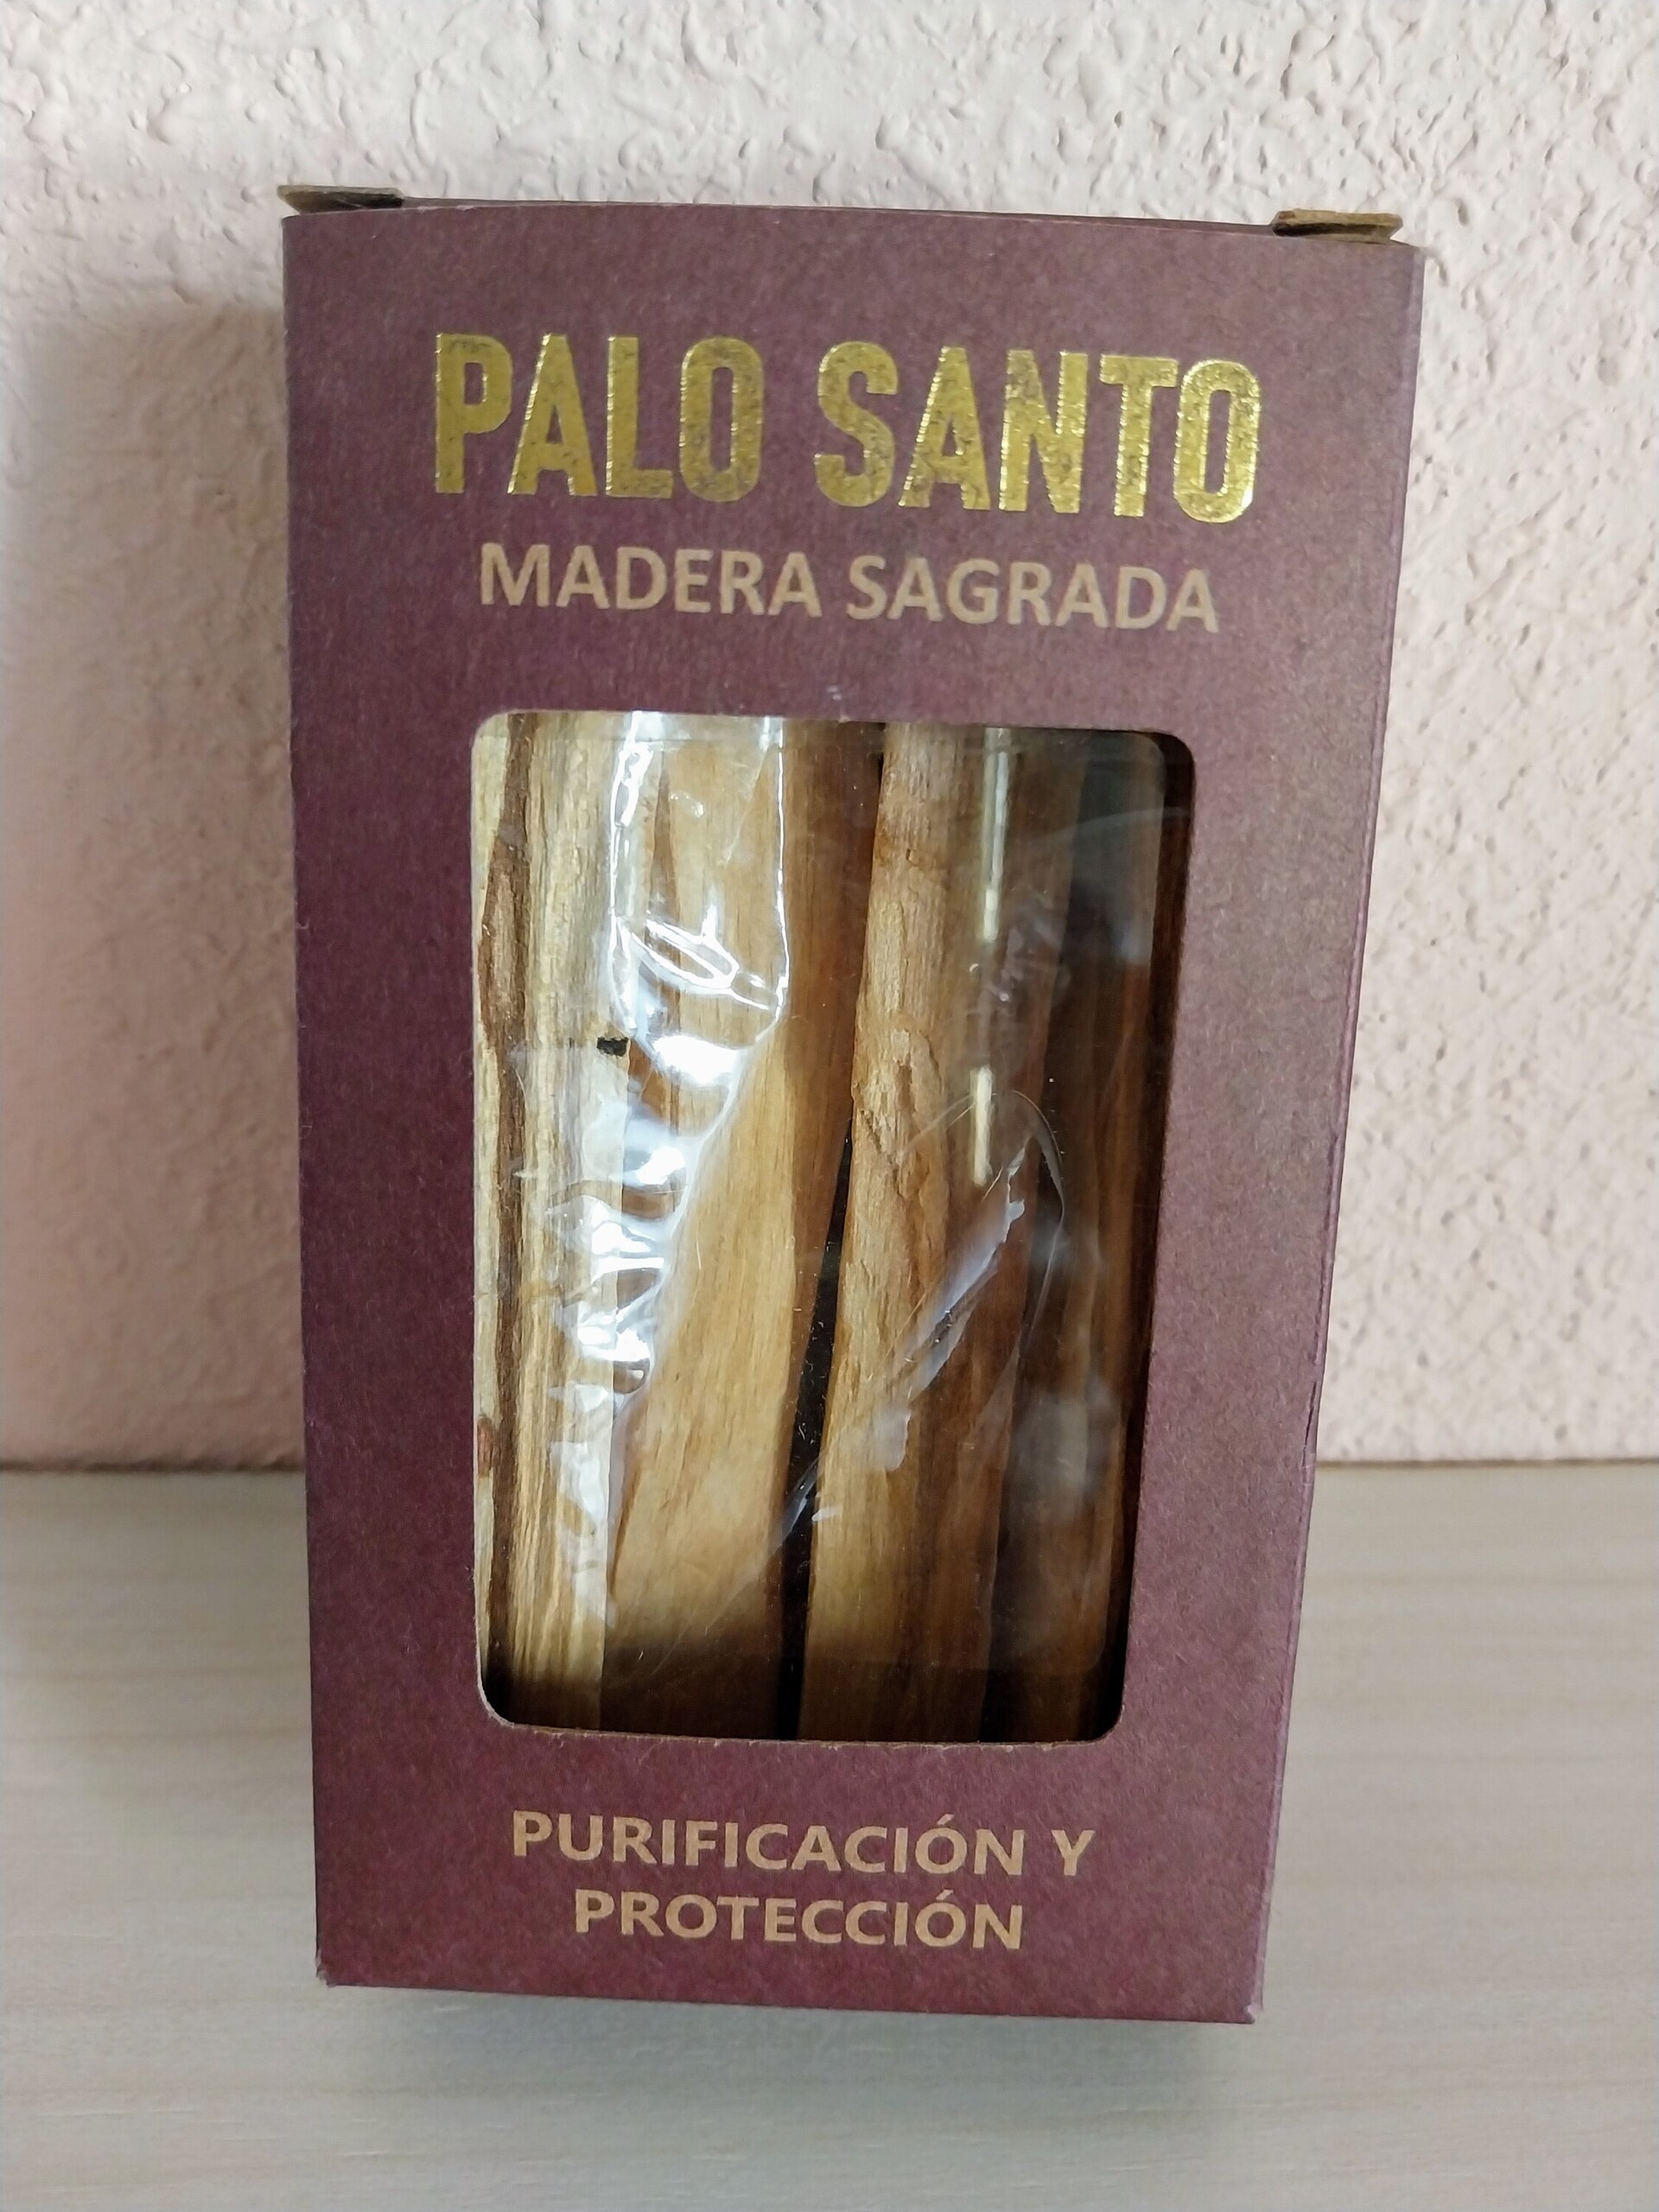 PALO SANTO
MADERA SAGRADA
PURIFICACIÓN Y
PROTECCIÓN